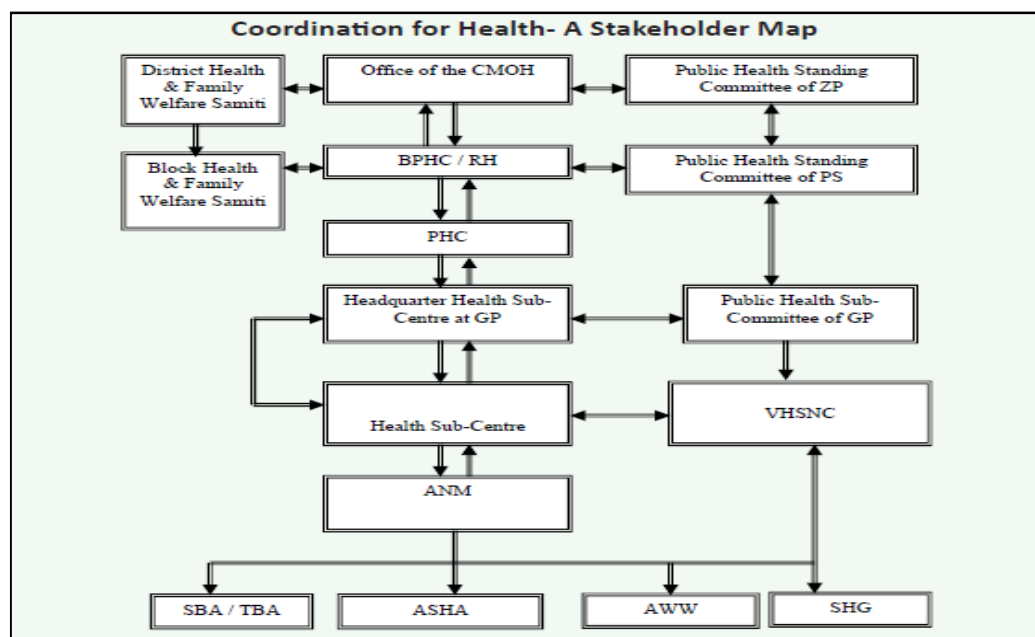 Coordination for Health- A Stakeholder Map
District Health
& Family
Welfare Samiti
Office of the CMOH
Public Health Standing
Committee of ZP
Block Health
& Family
Welfare Samiti
BPHC / RH
Public Health Standing
Committee of PS
PHC
Headquarter Health Sub-
Centre at GP
Public Health Sub-
Committee of GP
Health Sub-Centre
VHSNC
ANM
SBA / TBA
ASHA
AWW
SHG